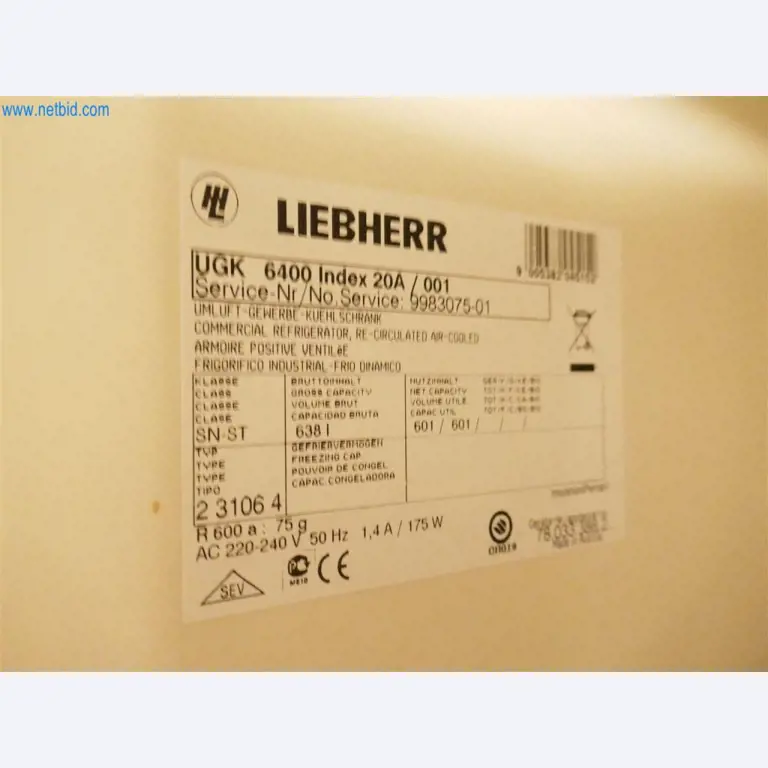 www.netbid.com
LIEBHERR
UGK 6400 Index 20A / 001
Service-Nr/No.Service: 9983075-01
UMLUFT-GEWERBE-KUEHLSCHRANK
COMMERCIAL REFRIGERATOR, RE-CIRCULATED AIR-COOLED
ARMOIRE POSITIVE VENTILéE
FRIGORIFICO INDUSTRIAL-FRIO DINAMICO
KLASSE BRUTTOINHALT NUTZINHALT
CLASS GROSS CAPACITY NET CAPACITY
CLASSE VOLUME BRUT VOLUME UTILE
CLASE CAPACIDAD BRUTA CAPAC UTIL
SN-ST 638 l 601 / 601 / / /
TYP GEFRIERVERMOGEN
TYPE FREEZING CAP
TYPE POUVOIR DE CONGEL
TIPO CAPAC.CONGELADORA
2 3106 4
R 600 a : 75 g
AC 220-240 V 50 Hz 1,4 A / 175 W
SEV
CE